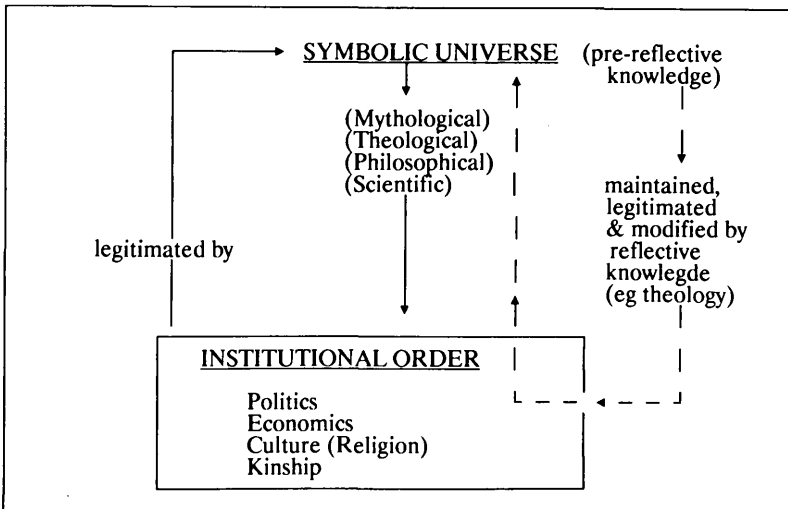 SYMBOLIC UNIVERSE
(pre-reflective
knowledge)
(Mythological)
(Theological)
(Philosophical)
(Scientific)
maintained,
legitimated
& modified by
reflective
knowlegde
(eg theology)
legitimated by
INSTITUTIONAL ORDER
Politics
Economics
Culture (Religion)
Kinship